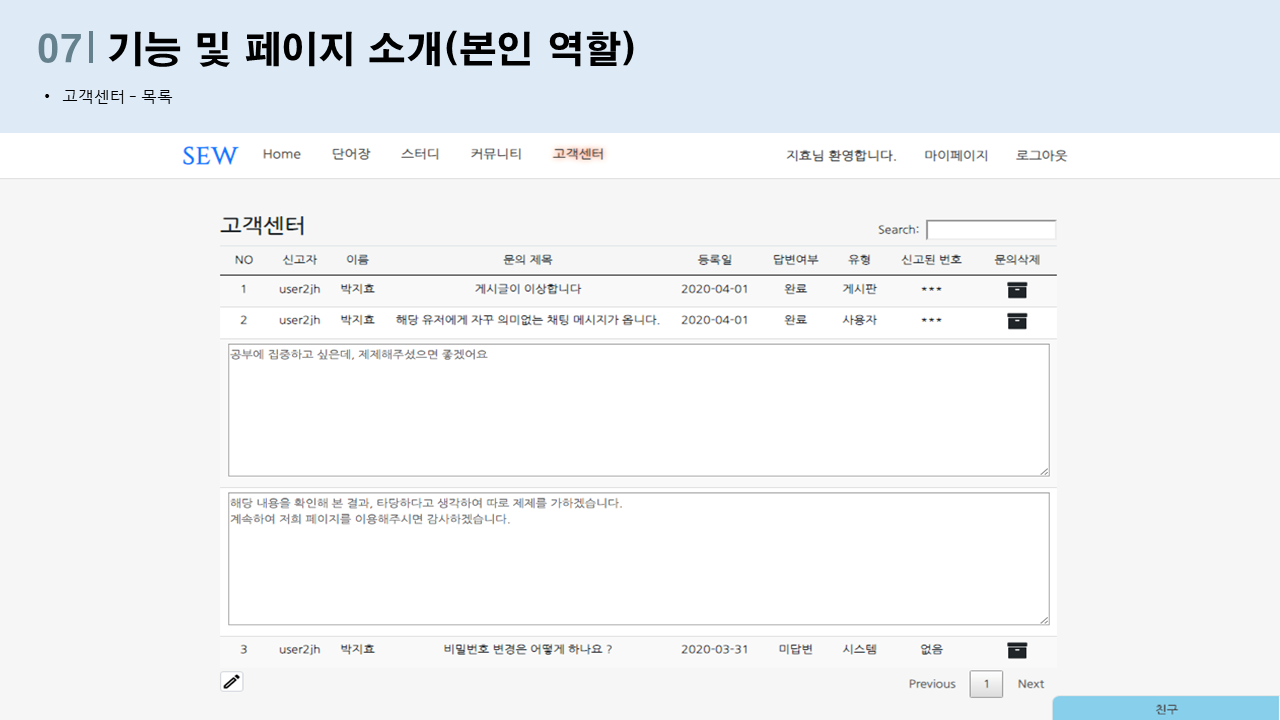 07| 기능 및 페이지 소개(본인 역할)
• 고객센터 – 목록
SEW Home 단어장 스터디 커뮤니티 고객센터 지효님 환영합니다. 마이페이지 로그아웃
고객센터 Search:
NO 신고자 이름 문의 제목 등록일 답변여부 유형 신고된 번호 문의삭제
1 user2jh 박지효 게시글이 이상합니다 2020-04-01 완료 게시판 ***
2 user2jh 박지효 해당 유저에게 자꾸 의미없는 채팅 메시지가 옵니다. 2020-04-01 완료 사용자 ***
공부에 집중하고 싶은데, 제제해주셨으면 좋겠어요
해당 내용을 확인해 본 결과, 타당하다고 생각하여 따로 제제를 가하겠습니다.
계속하여 저희 페이지를 이용해주시면 감사하겠습니다.
3 user2jh 박지효 비밀번호 변경은 어떻게 하나요 ? 2020-03-31 미답변 시스템 없음
Previous 1 Next
친구